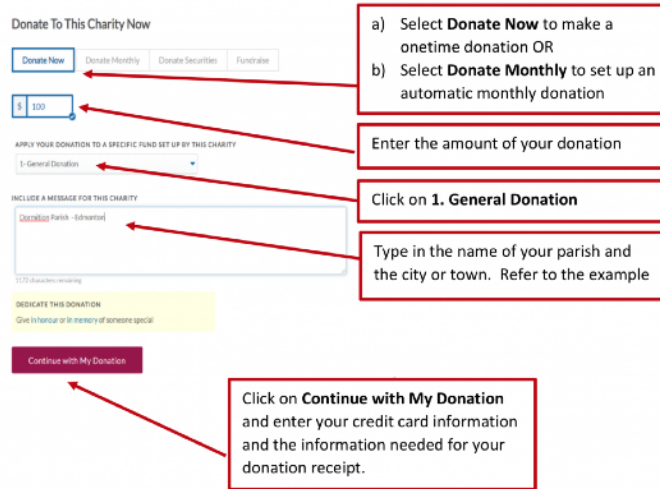 Donate To This Charity Now
Donate Now
Donate Monthly
Donate Securities
Fundraise
a) Select Donate Now to make a
onetime donation OR
b) Select Donate Monthly to set up an
automatic monthly donation
$ 100
Enter the amount of your donation
APPLY YOUR DONATION TO A SPECIFIC FUND SET UP BY THIS CHARITY
1- General Donation
Click on 1. General Donation
INCLUDE A MESSAGE FOR THIS CHARITY
Dormition Parish - Edmonton
Type in the name of your parish and
the city or town. Refer to the example
characters remaining
DEDICATE THIS DONATION
Give in honour or in memory of someone special
Continue with My Donation
Click on Continue with My Donation
and enter your credit card information
and the information needed for your
donation receipt.